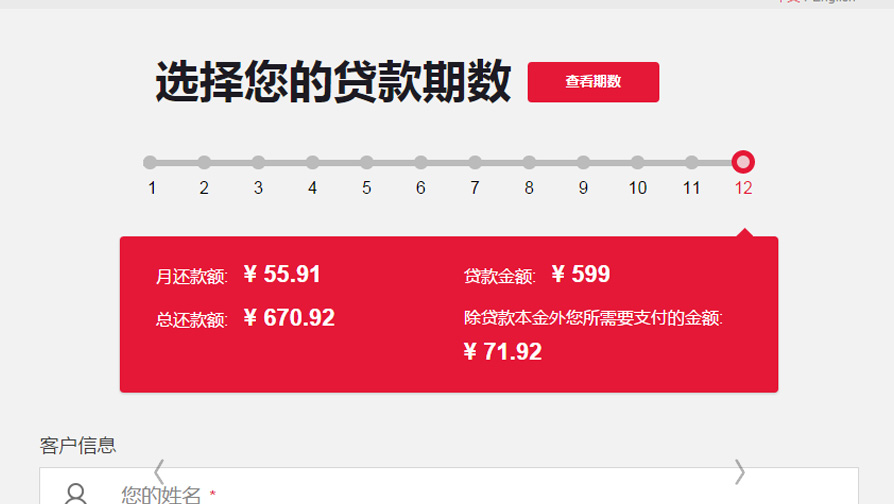 选择您的贷款期数
查看期数
1 2 3 4 5 6 7 8 9 10 11 12
月还款额: ¥ 55.91
贷款金额: ¥ 599
总还款额: ¥ 670.92
除贷款本金外您所需要支付的金额:
¥ 71.92
客户信息
您的姓名 *